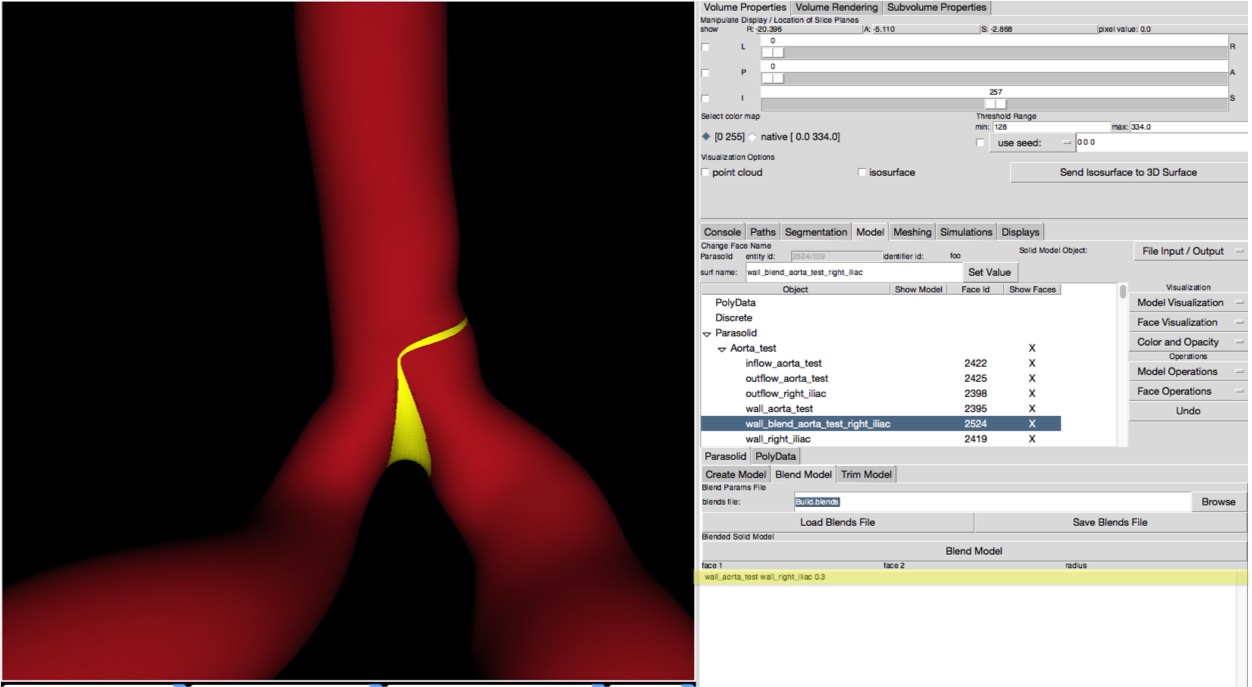 Volume Properties Volume Rendering Subvolume Properties
Manipulate Display / Location of Slice Planes
show R: -20.396 A: -5.110 S: -2.868 pixel value: 0.0
0
L R
0
P A
257
I S
Select color map Threshold Range
min: 128 max: 334.0
[0 255] native [ 0.0 334.0] use seed: 0 0 0
Visualization Options
point cloud isosurface Send Isosurface to 3D Surface
Console Paths Segmentation Model Meshing Simulations Displays
Change Face Name Solid Model Object: File Input / Output
Parasolid entity id: 2524/109 identifier id: foo
surf name: wall_blend_aorta_test_right_iliac Set Value
Object Show Model Face Id Show Faces Visualization
PolyData Model Visualization
Discrete Face Visualization
Parasolid
Aorta_test X Color and Opacity
Operations
inflow_aorta_test 2422 X Model Operations
outflow_aorta_test 2425 X
outflow_right_iliac 2398 X Face Operations
wall_aorta_test 2395 X Undo
wall_blend_aorta_test_right_iliac 2524 X
wall_right_iliac 2419 X
Parasolid PolyData
Create Model Blend Model Trim Model
Blend Params File
blends file: Build.blends Browse
Load Blends File Save Blends File
Blended Solid Model
Blend Model
face 1 face 2 radius
wall_aorta_test wall_right_iliac 0.3